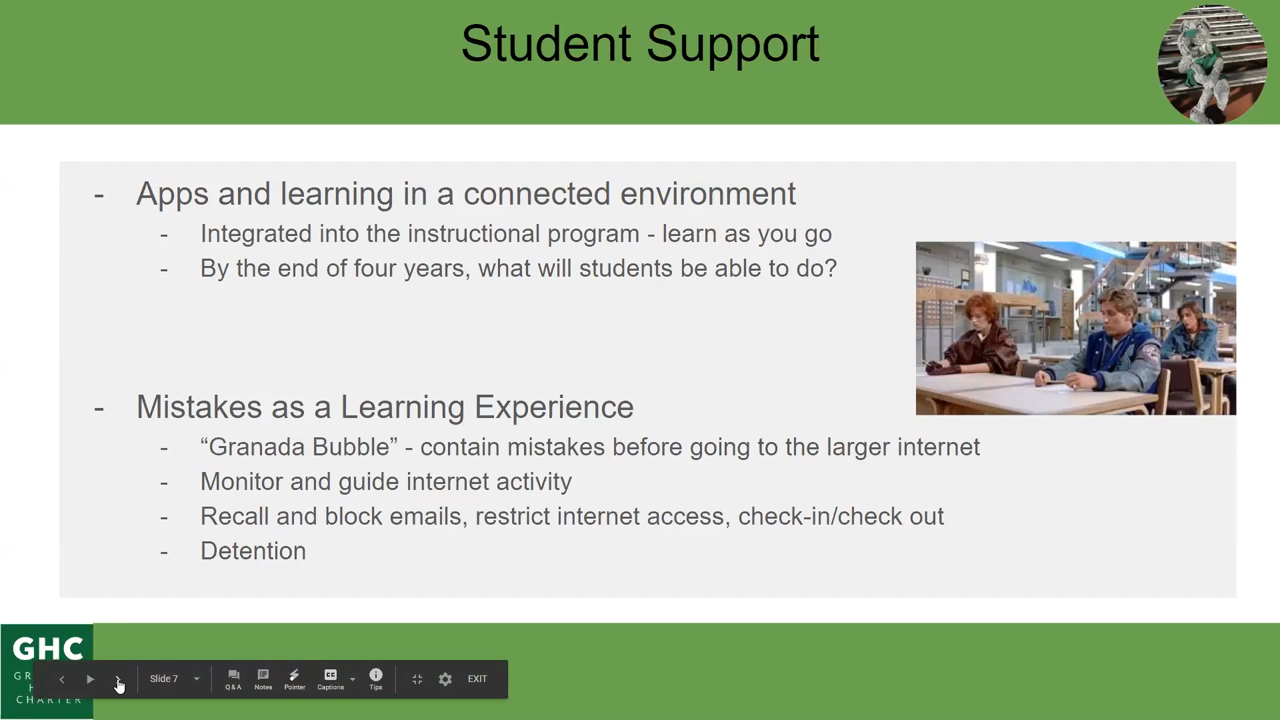 Student Support
- Apps and learning in a connected environment
- Integrated into the instructional program - learn as you go
- By the end of four years, what will students be able to do?
- Mistakes as a Learning Experience
- “Granada Bubble” - contain mistakes before going to the larger internet
- Monitor and guide internet activity
- Recall and block emails, restrict internet access, check-in/check out
- Detention
GHC
CHARTER
Slide 7
Q&A
Notes
Pointer
Captions
Tips
EXIT